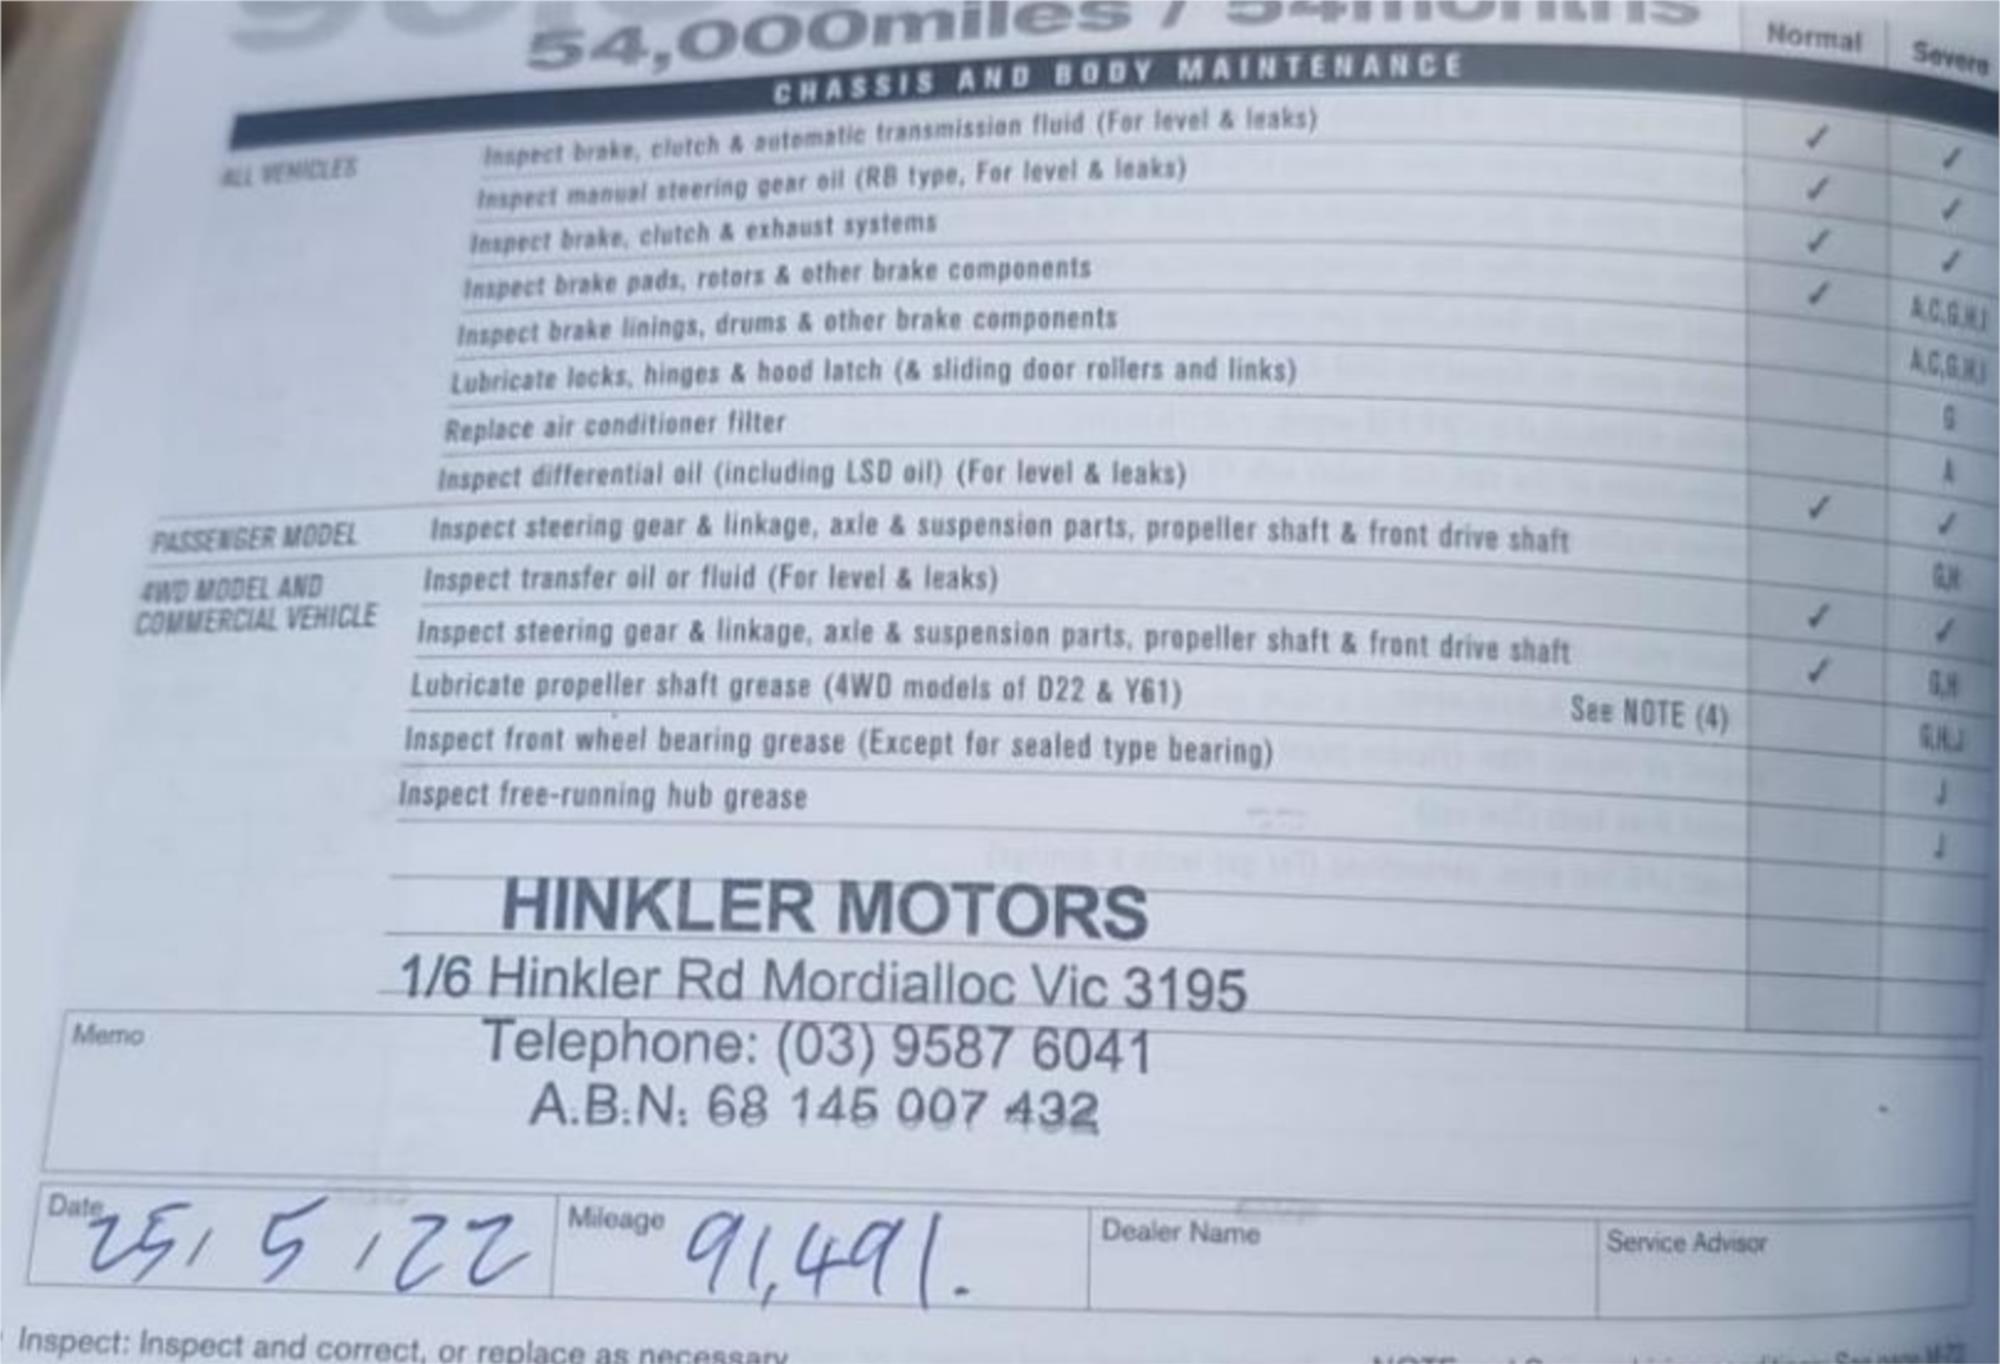 54,000miles / 54months
Normal Severe
CHASSIS AND BODY MAINTENANCE
ALL VEHICLES Inspect brake, clutch & automatic transmission fluid (For level & leaks) ✓ ✓
Inspect manual steering gear oil (RB type, For level & leaks) ✓ ✓
Inspect brake, clutch & exhaust systems ✓ ✓
Inspect brake pads, rotors & other brake components ✓ A,C,G,H,I
Inspect brake linings, drums & other brake components A,C,G,H,I
Lubricate locks, hinges & hood latch (& sliding door rollers and links) G
Replace air conditioner filter A
Inspect differential oil (including LSD oil) (For level & leaks) ✓ ✓
PASSENGER MODEL Inspect steering gear & linkage, axle & suspension parts, propeller shaft & front drive shaft G,H
4WD MODEL AND Inspect transfer oil or fluid (For level & leaks) ✓ ✓
COMMERCIAL VEHICLE Inspect steering gear & linkage, axle & suspension parts, propeller shaft & front drive shaft ✓ G,H
Lubricate propeller shaft grease (4WD models of D22 & Y61) See NOTE (4) G,H,J
Inspect front wheel bearing grease (Except for sealed type bearing) J
Inspect free-running hub grease J
HINKLER MOTORS
1/6 Hinkler Rd Mordialloc Vic 3195
Memo
Telephone: (03) 9587 6041
A.B.N: 68 145 007 432
Date 25/ 5 / 22 Mileage 91,491. Dealer Name Service Advisor
Inspect: Inspect and correct, or replace as necessary